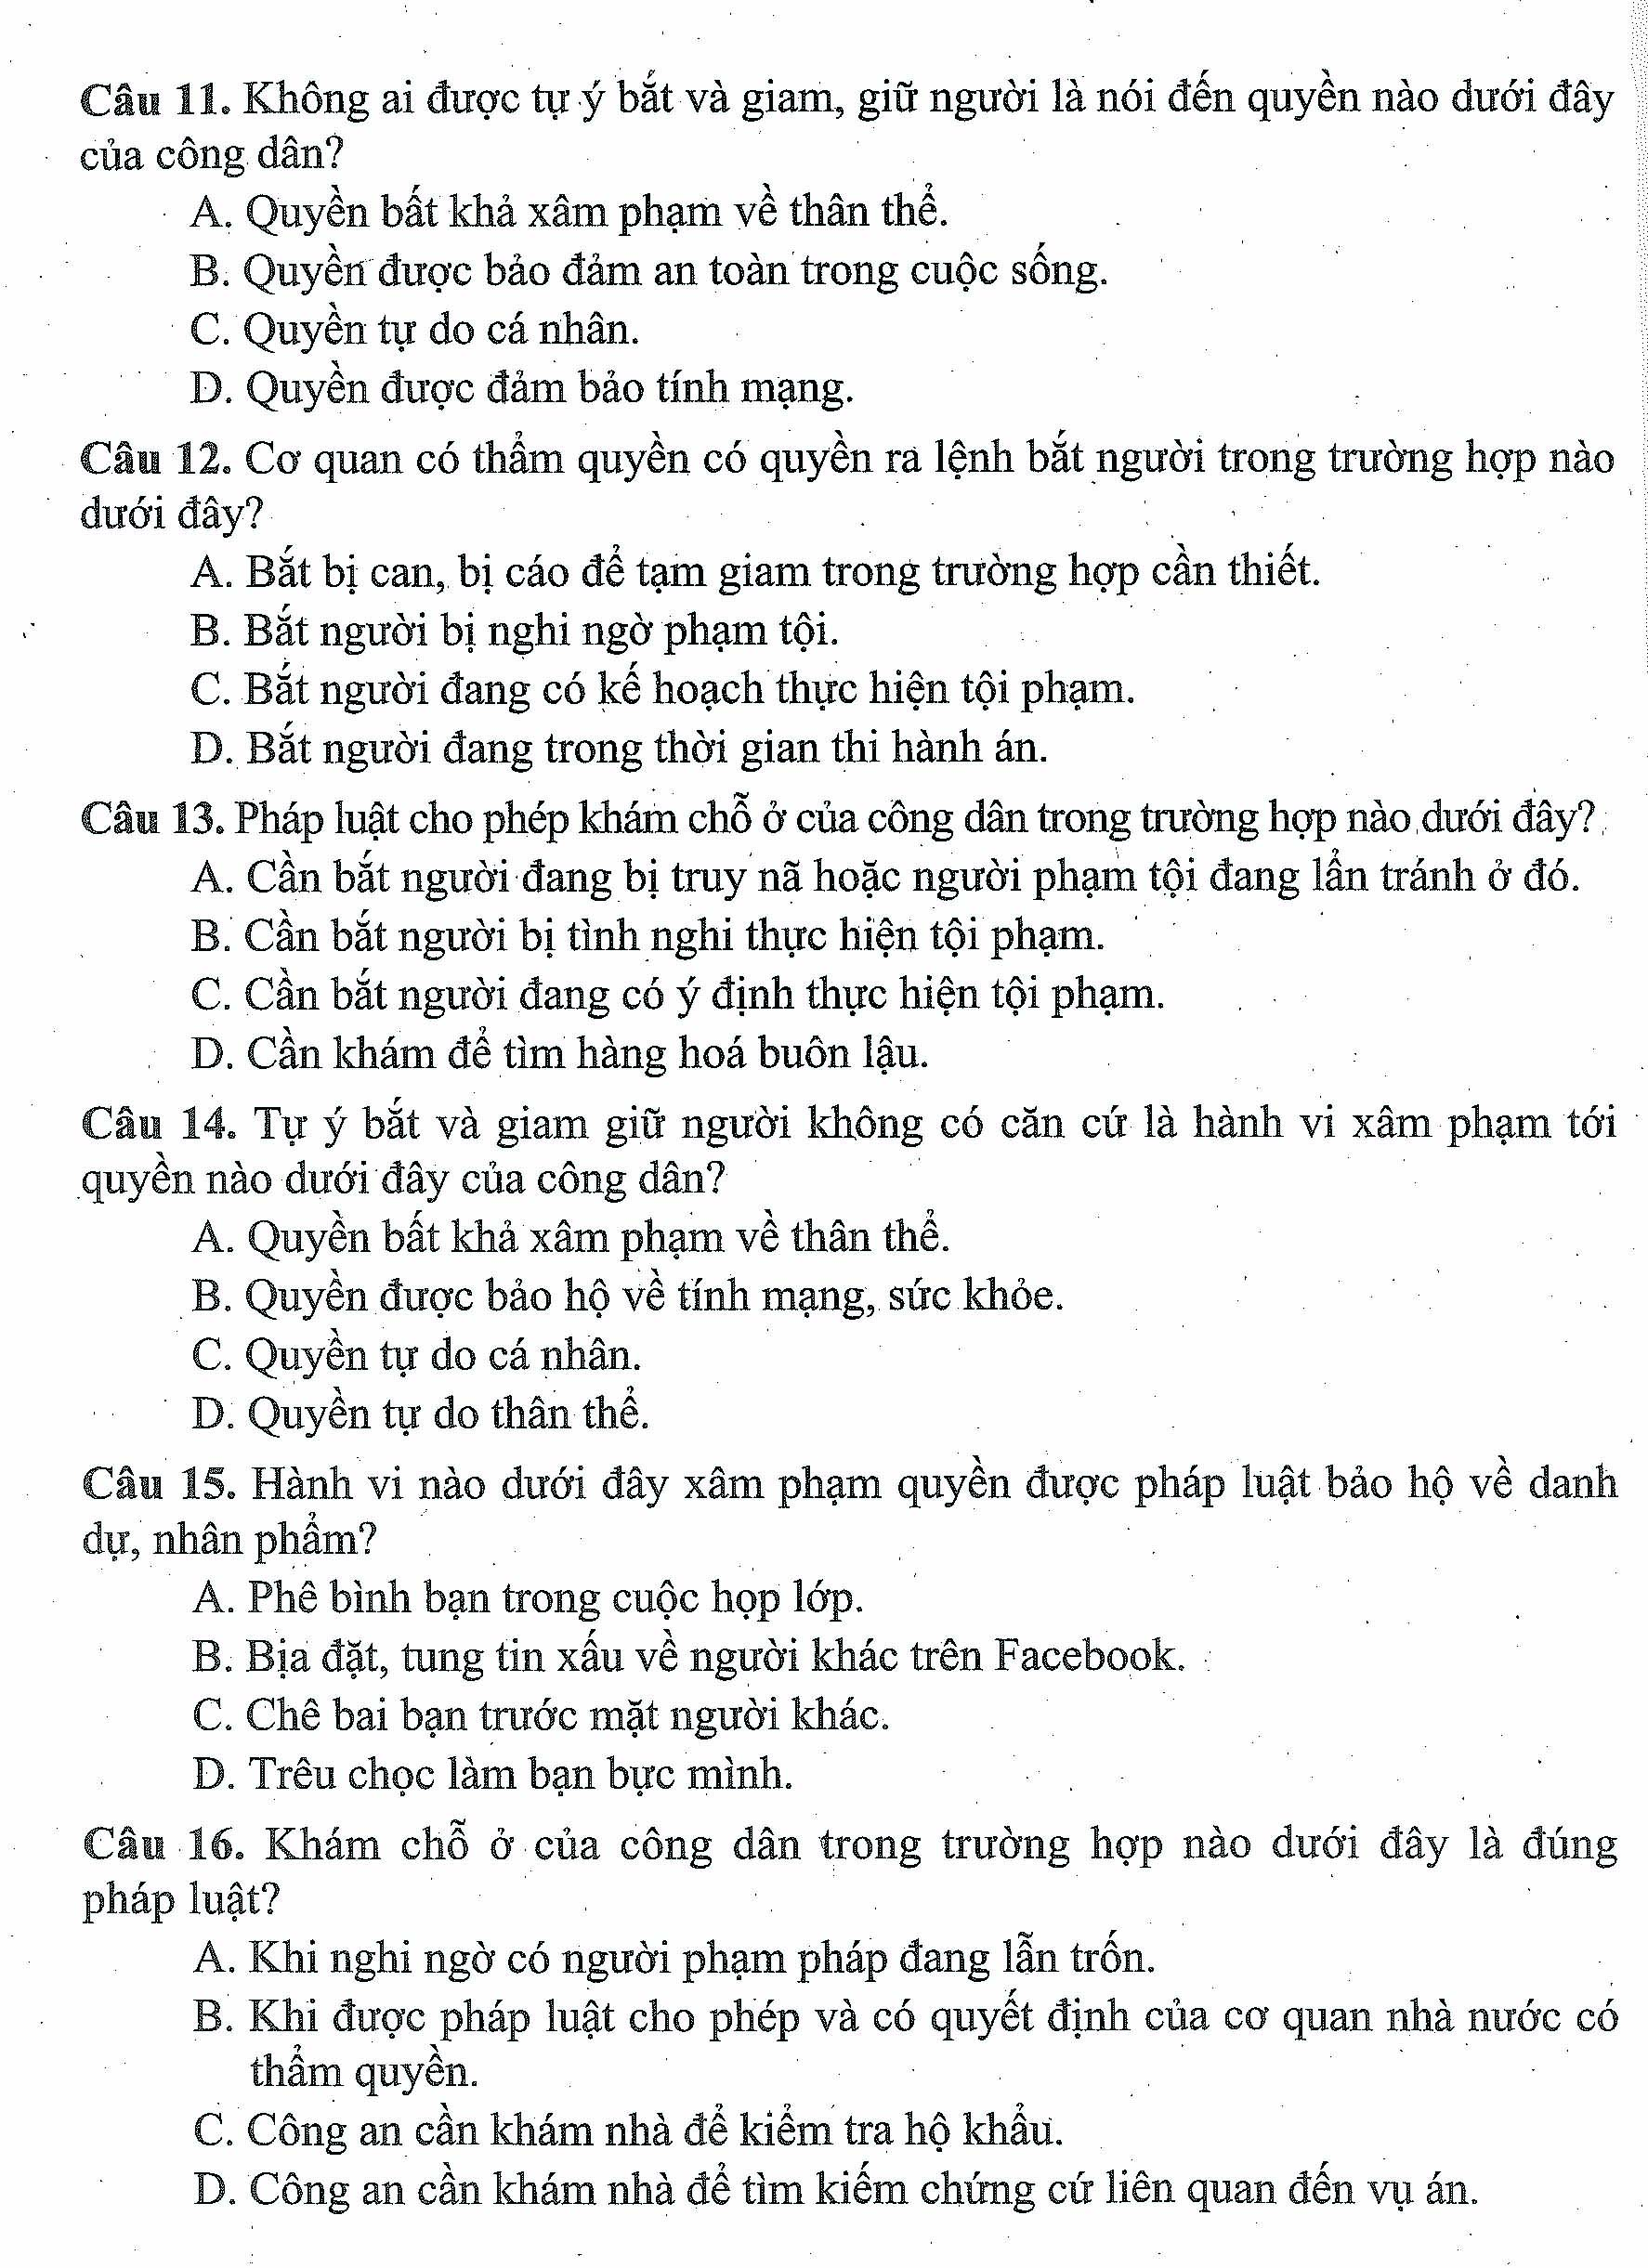 Câu 11. Không ai được tự ý bắt và giam, giữ người là nói đến quyền nào dưới đây
của công dân?
A. Quyền bất khả xâm phạm về thân thể.
B. Quyền được bảo đảm an toàn trong cuộc sống.
C. Quyền tự do cá nhân.
D. Quyền được đảm bảo tính mạng.
Câu 12. Cơ quan có thẩm quyền có quyền ra lệnh bắt người trong trường hợp nào
dưới đây?
A. Bắt bị can, bị cáo để tạm giam trong trường hợp cần thiết.
B. Bắt người bị nghi ngờ phạm tội.
C. Bắt người đang có kế hoạch thực hiện tội phạm.
D. Bắt người đang trong thời gian thi hành án.
Câu 13. Pháp luật cho phép khám chỗ ở của công dân trong trường hợp nào dưới đây?
A. Cần bắt người đang bị truy nã hoặc người phạm tội đang lẩn tránh ở đó.
B. Cần bắt người bị tình nghi thực hiện tội phạm.
C. Cần bắt người đang có ý định thực hiện tội phạm.
D. Cần khám để tìm hàng hoá buôn lậu.
Câu 14. Tự ý bắt và giam giữ người không có căn cứ là hành vi xâm phạm tới
quyền nào dưới đây của công dân?
A. Quyền bất khả xâm phạm về thân thể.
B. Quyền được bảo hộ về tính mạng, sức khỏe.
C. Quyền tự do cá nhân.
D. Quyền tự do thân thể.
Câu 15. Hành vi nào dưới đây xâm phạm quyền được pháp luật bảo hộ về danh
dự, nhân phẩm?
A. Phê bình bạn trong cuộc họp lớp.
B. Bịa đặt, tung tin xấu về người khác trên Facebook.
C. Chê bai bạn trước mặt người khác.
D. Trêu chọc làm bạn bực mình.
Câu 16. Khám chỗ ở của công dân trong trường hợp nào dưới đây là đúng
pháp luật?
A. Khi nghi ngờ có người phạm pháp đang lẫn trốn.
B. Khi được pháp luật cho phép và có quyết định của cơ quan nhà nước có
thẩm quyền.
C. Công an cần khám nhà để kiểm tra hộ khẩu.
D. Công an cần khám nhà để tìm kiếm chứng cứ liên quan đến vụ án.